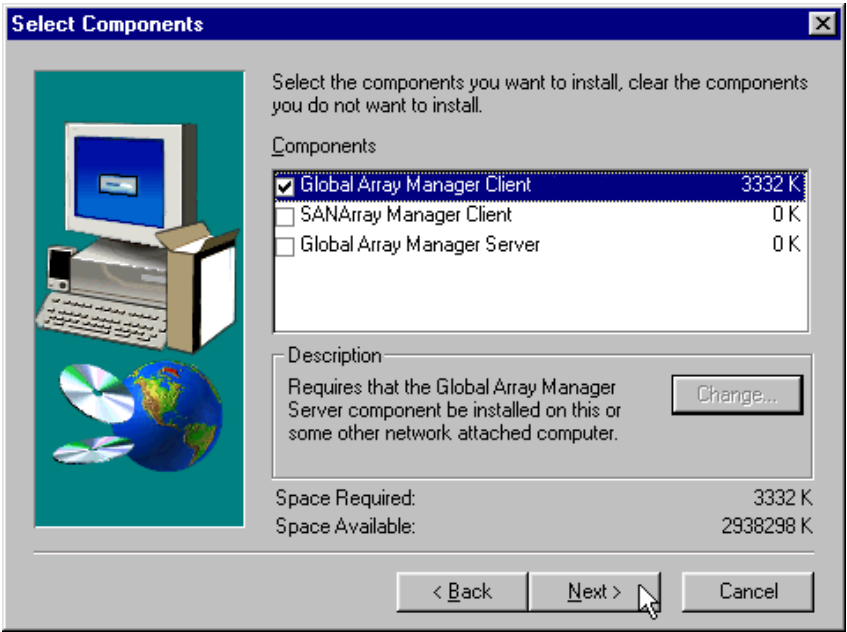 Select Components
Select the components you want to install, clear the components
you do not want to install.
Components
Global Array Manager Client 3332 K
SANArray Manager Client 0 K
Global Array Manager Server 0 K
Description
Requires that the Global Array Manager
Server component be installed on this or
some other network attached computer.
Change...
Space Required: 3332 K
Space Available: 2938298 K
< Back Next > Cancel